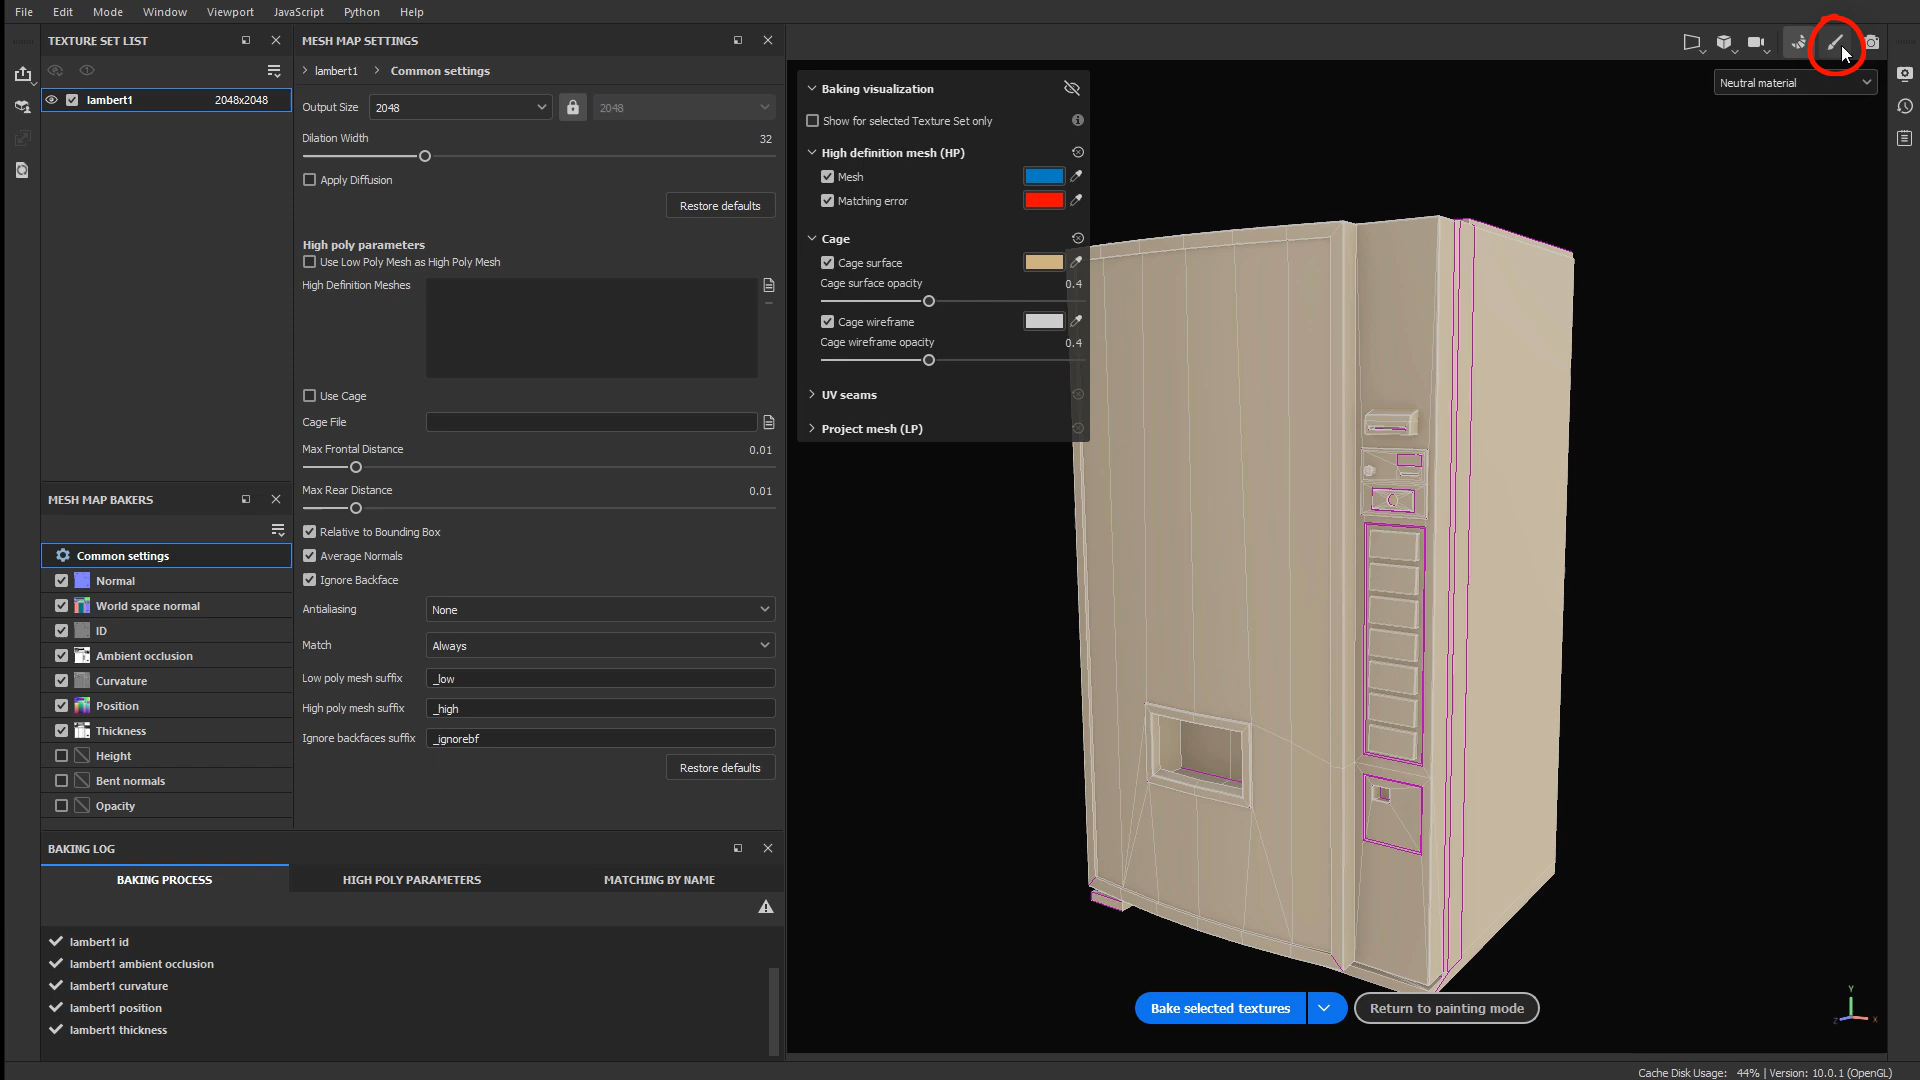 File Edit Mode Window Viewport JavaScript Python Help
TEXTURE SET LIST
lambert1 2048x2048
MESH MAP BAKERS
Common settings
Normal
World space normal
ID
Ambient occlusion
Curvature
Position
Thickness
Height
Bent normals
Opacity
MESH MAP SETTINGS
lambert1 Common settings
Output Size 2048 2048
Dilation Width 32
Apply Diffusion
Restore defaults
High poly parameters
Use Low Poly Mesh as High Poly Mesh
High Definition Meshes
Use Cage
Cage File
Max Frontal Distance 0.01
Max Rear Distance 0.01
Relative to Bounding Box
Average Normals
Ignore Backface
Antialiasing None
Match Always
Low poly mesh suffix _low
High poly mesh suffix _high
Ignore backfaces suffix _ignorebf
Restore defaults
BAKING LOG
BAKING PROCESS HIGH POLY PARAMETERS MATCHING BY NAME
lambert1 id
lambert1 ambient occlusion
lambert1 curvature
lambert1 position
lambert1 thickness
Neutral material
Baking visualization
Show for selected Texture Set only
High definition mesh (HP)
Mesh
Matching error
Cage
Cage surface
Cage surface opacity 0.4
Cage wireframe
Cage wireframe opacity 0.4
UV seams
Project mesh (LP)
Bake selected textures Return to painting mode
Y
Z X
Cache Disk Usage: 44% | Version: 10.0.1 (OpenGL)